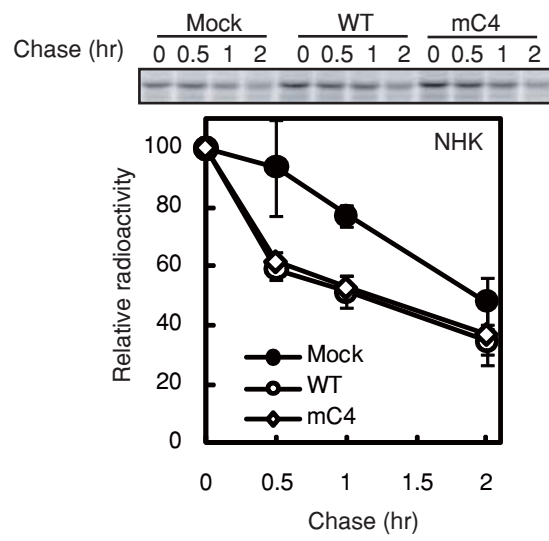 Mock WT mC4
Chase (hr) 0 0.5 1 2 0 0.5 1 2 0 0.5 1 2
NHK
100
80
60
40
20
0
Relative radioactivity
Mock
WT
mC4
0 0.5 1 1.5 2
Chase (hr)